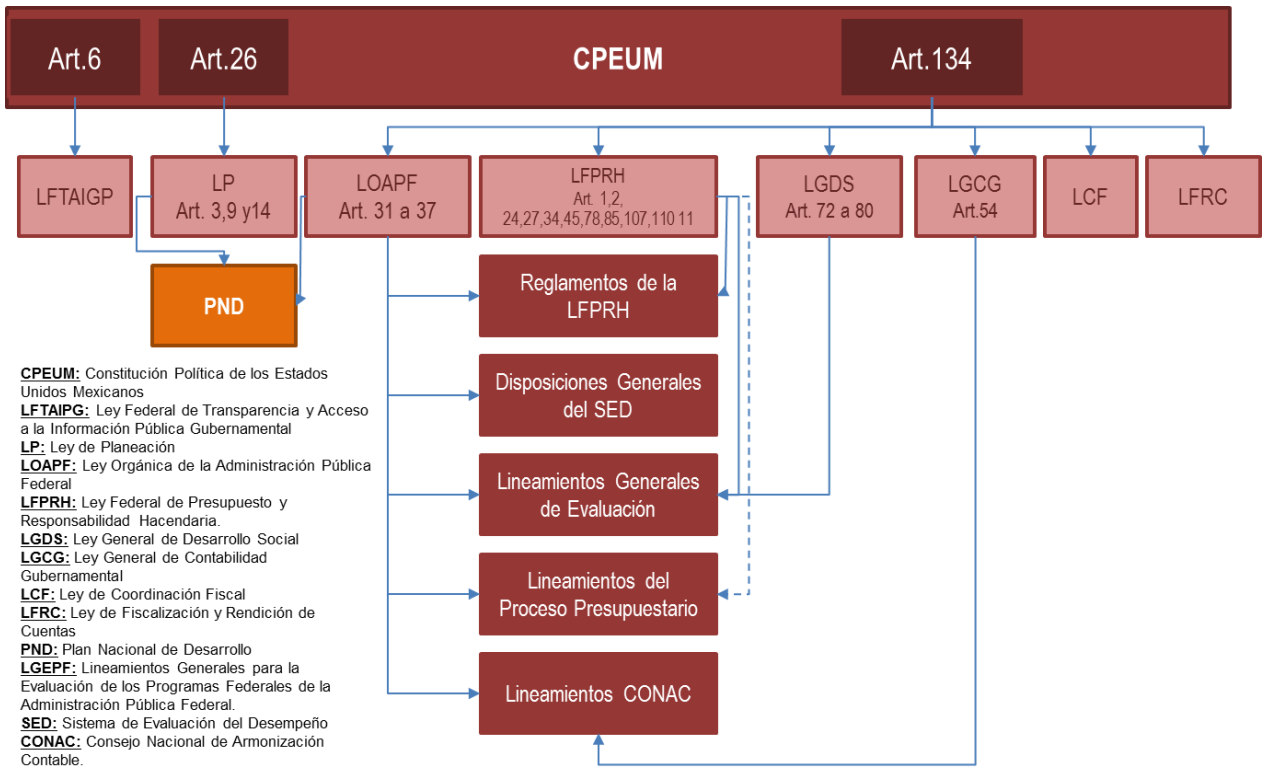 Art.6
Art.26
CPEUM
Art.134
LFTAIGP
LP
Art. 3,9 y14
LOAPF
Art. 31 a 37
LFPRH
Art. 1,2,
24,27,34,45,78,85,107,110 11
LGDS
Art. 72 a 80
LGCG
Art.54
LCF
LFRC
PND
Reglamentos de la
LFPRH
Disposiciones Generales
del SED
Lineamientos Generales
de Evaluación
Lineamientos del
Proceso Presupuestario
Lineamientos CONAC
CPEUM: Constitución Política de los Estados
Unidos Mexicanos
LFTAIPG: Ley Federal de Transparencia y Acceso
a la Información Pública Gubernamental
LP: Ley de Planeación
LOAPF: Ley Orgánica de la Administración Pública
Federal
LFPRH: Ley Federal de Presupuesto y
Responsabilidad Hacendaria.
LGDS: Ley General de Desarrollo Social
LGCG: Ley General de Contabilidad
Gubernamental
LCF: Ley de Coordinación Fiscal
LFRC: Ley de Fiscalización y Rendición de
Cuentas
PND: Plan Nacional de Desarrollo
LGEPF: Lineamientos Generales para la
Evaluación de los Programas Federales de la
Administración Pública Federal.
SED: Sistema de Evaluación del Desempeño
CONAC: Consejo Nacional de Armonización
Contable.